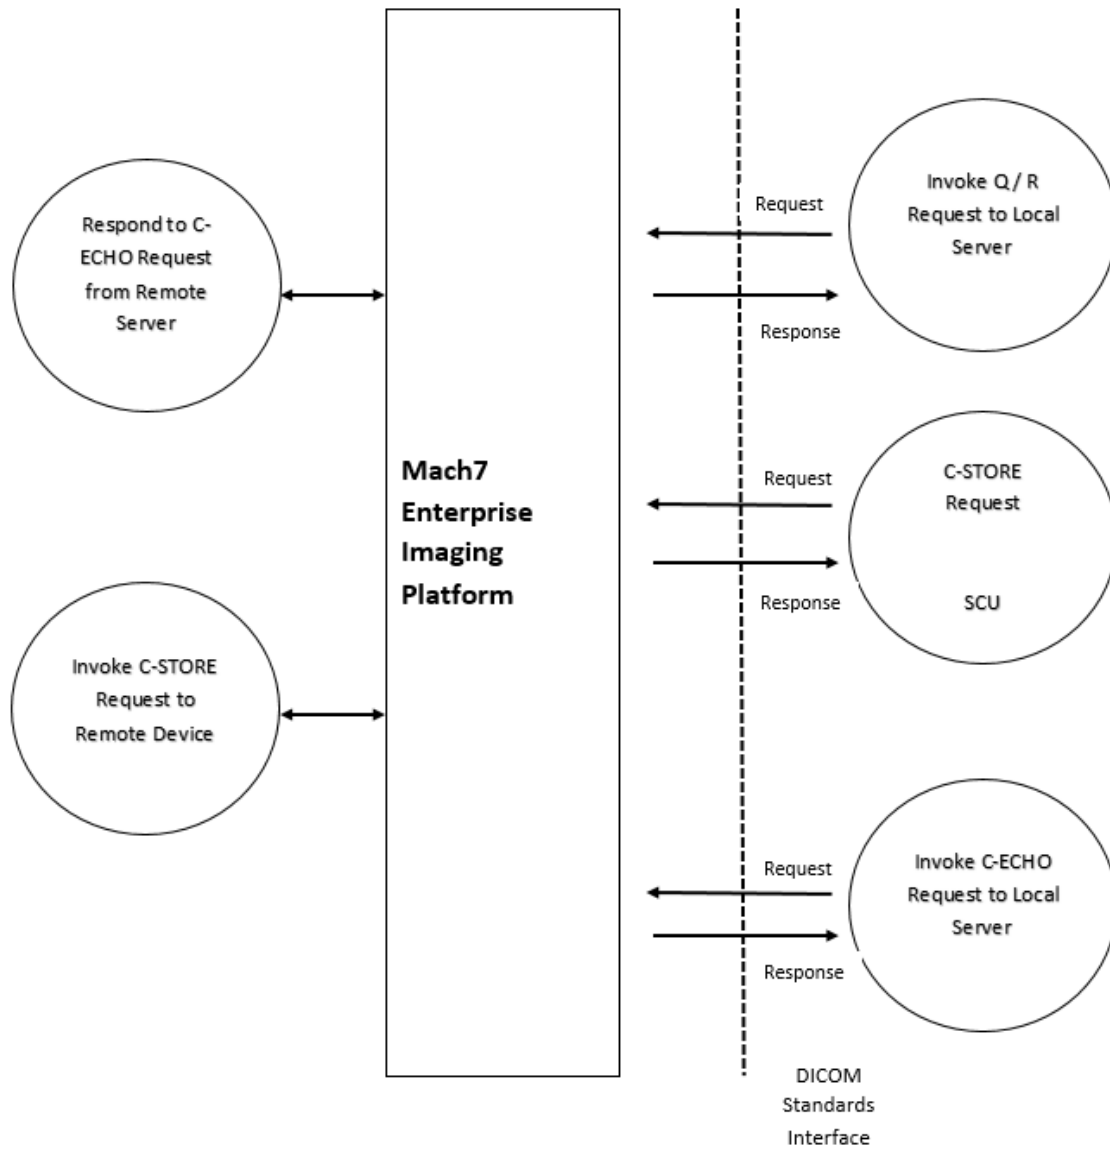 Respond to C-
ECHO Request
from Remote
Server
Invoke C-STORE
Request to
Remote Device
Mach7
Enterprise
Imaging
Platform
Request
Response
Invoke Q / R
Request to Local
Server
Request
Response
C-STORE
Request
SCU
Request
Response
Invoke C-ECHO
Request to Local
Server
DICOM
Standards
Interface